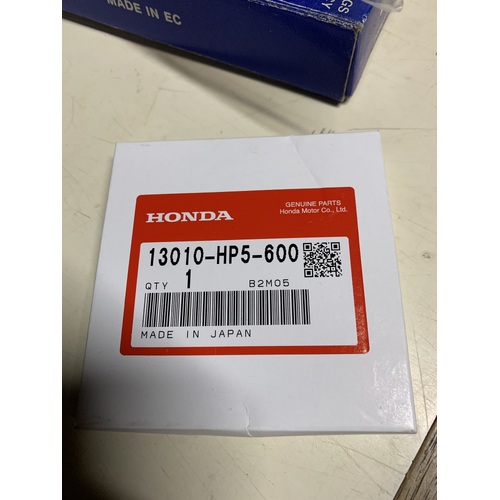 MADE IN EC
GS
HONDA
GENUINE PARTS
Honda Motor Co., Ltd.
13010-HP5-600
QTY 1 B2M05
MADE IN JAPAN